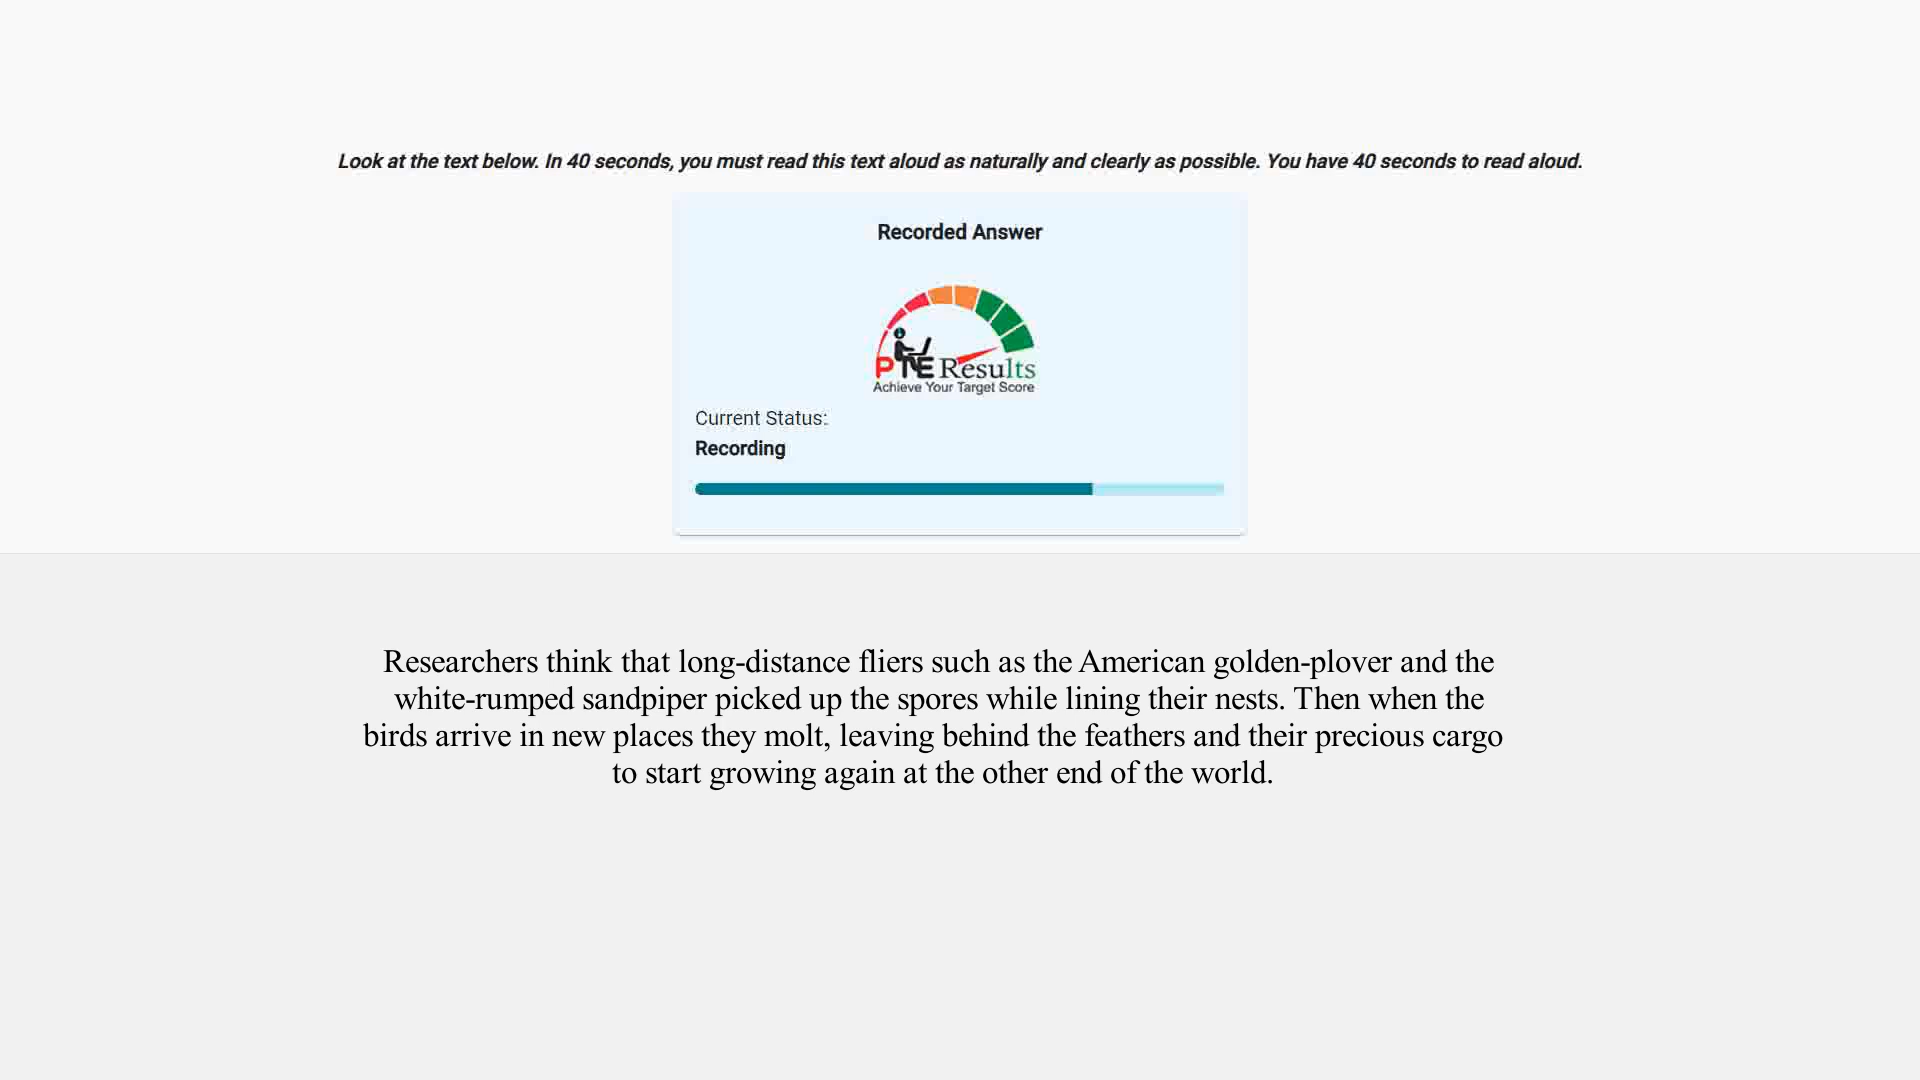 Look at the text below. In 40 seconds, you must read this text aloud as naturally and clearly as possible. You have 40 seconds to read aloud.
Recorded Answer
PTE Results
Achieve Your Target Score
Current Status:
Recording
Researchers think that long-distance fliers such as the American golden-plover and the
white-rumped sandpiper picked up the spores while lining their nests. Then when the
birds arrive in new places they molt, leaving behind the feathers and their precious cargo
to start growing again at the other end of the world.